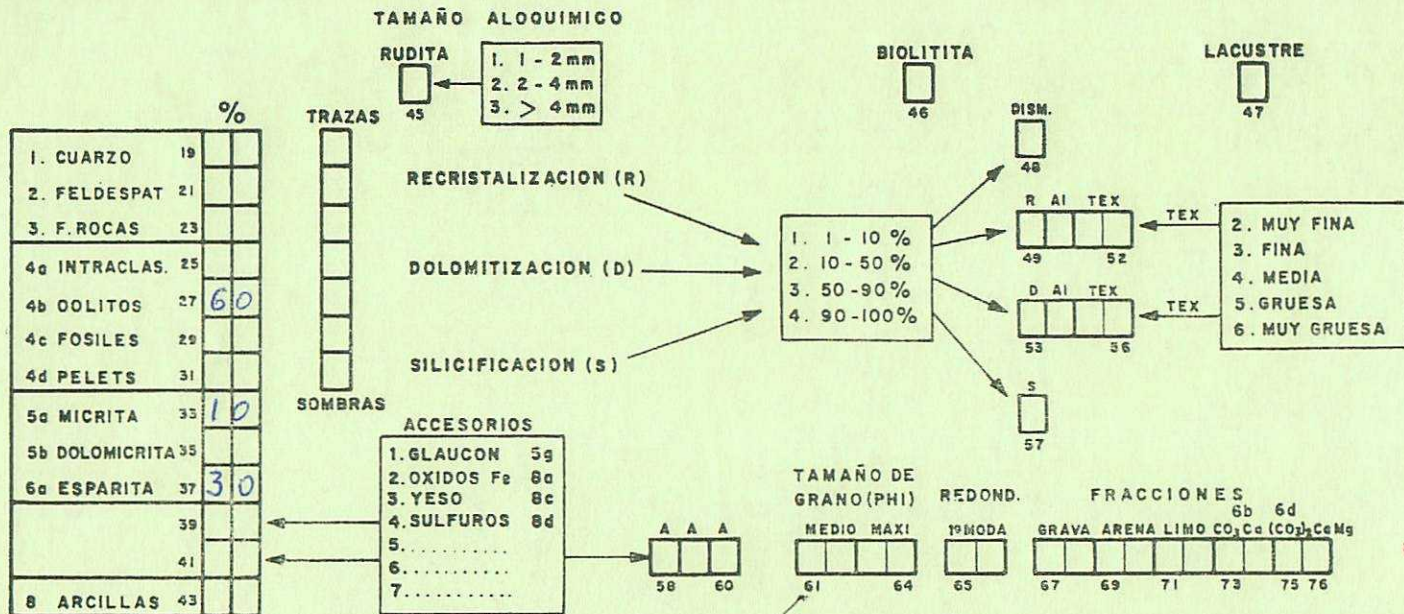 TAMAÑO ALOQUIMICO
RUDITA
1. 1 - 2 mm
2. 2 - 4 mm
3. > 4 mm
45
BIOLITITA
46
LACUSTRE
47
%
TRAZAS
1. CUARZO 19
2. FELDESPAT 21
3. F. ROCAS 23
4a INTRACLAS. 25
4b OOLITOS 27 60
4c FOSILES 29
4d PELETS 31
5a MICRITA 33 10
5b DOLOMICRITA 35
6a ESPARITA 37 30
39
41
8 ARCILLAS 43
SOMBRAS
RECRISTALIZACION (R)
DOLOMITIZACION (D)
SILICIFICACION (S)
1. 1 - 10 %
2. 10 - 50 %
3. 50 - 90 %
4. 90 - 100 %
DISM.
48
R AI TEX
49 52
D AI TEX
53 56
S
57
TEX
TEX
2. MUY FINA
3. FINA
4. MEDIA
5. GRUESA
6. MUY GRUESA
ACCESORIOS
1. GLAUCON 5g
2. OXIDOS Fe 8a
3. YESO 8c
4. SULFUROS 8d
5. ..........
6. ..........
7. ..........
A A A
58 60
TAMAÑO DE
GRANO (PHI)
MEDIO MAXI
61 64
REDOND.
1ª MODA
65
FRACCIONES
6b 6d
GRAVA ARENA LIMO CO3Ca (CO3)2CaMg
67 69 71 73 75 76